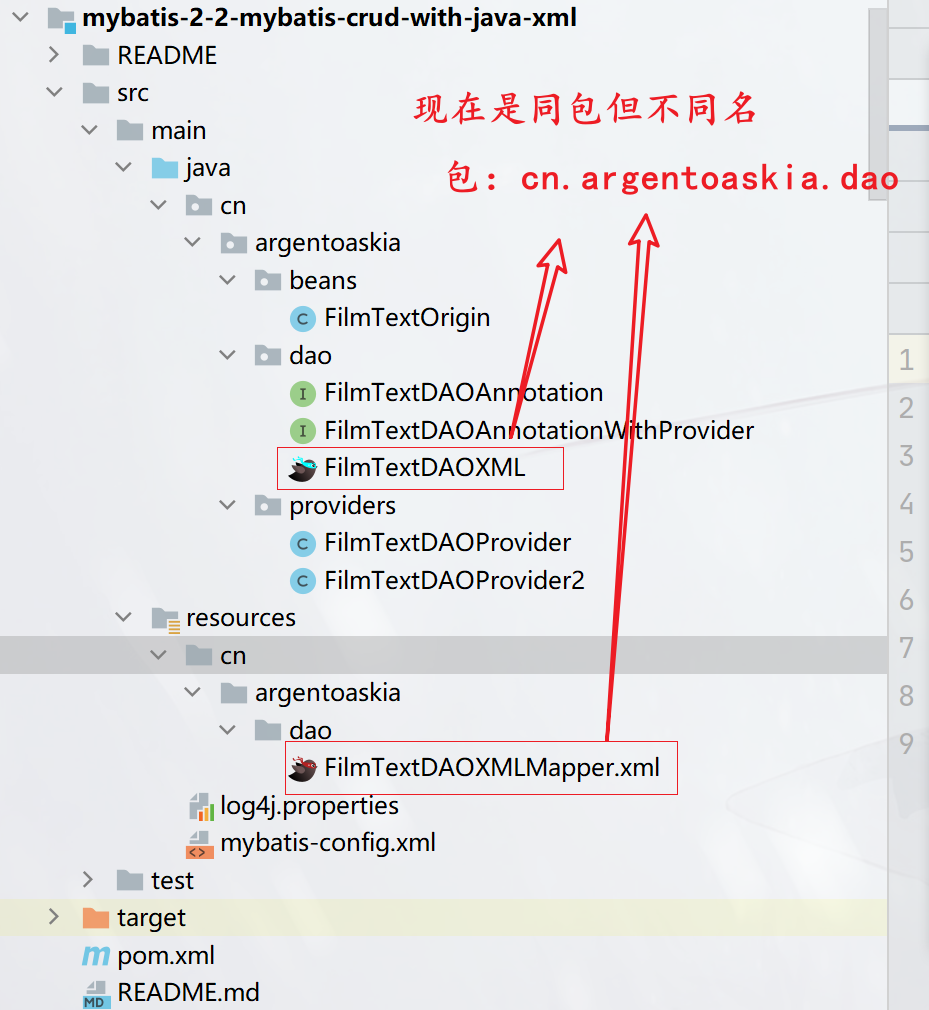 mybatis-2-2-mybatis-crud-with-java-xml
README
src
现在是同包但不同名
main
java
包：cn.argentoaskia.dao
cn
argentoaskia
beans
FilmTextOrigin
dao
1
FilmTextDAOAnnotation
2
FilmTextDAOAnnotationWithProvider
3
FilmTextDAOXML
providers
4
FilmTextDAOProvider
5
FilmTextDAOProvider2
6
resources
7
cn
argentoaskia
8
dao
9
FilmTextDAOXMLMapper.xml
log4j.properties
mybatis-config.xml
test
target
pom.xml
README.md